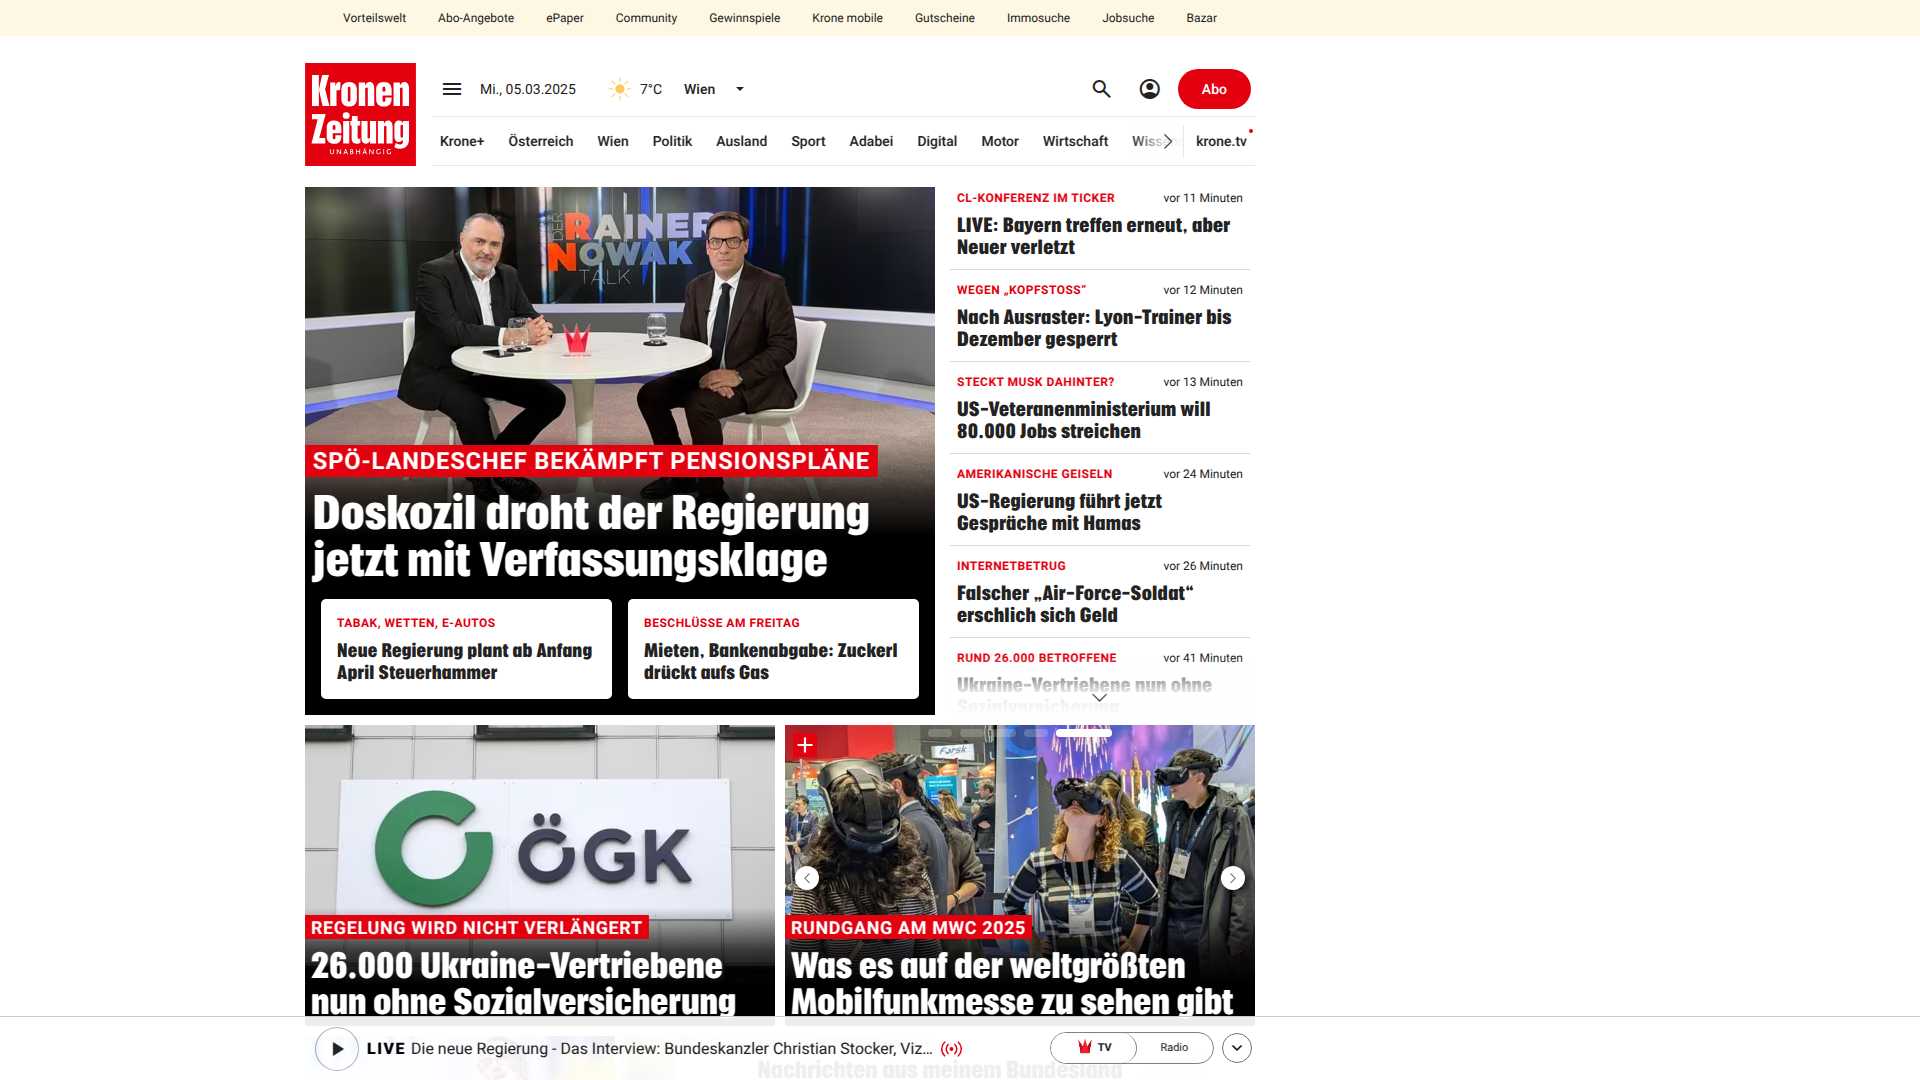 Vorteilswelt Abo-Angebote ePaper Community Gewinnspiele Krone mobile Gutscheine Immosuche Jobsuche Bazar
Kronen
Zeitung
UNABHÄNGIG
Mi., 05.03.2025 7°C Wien Abo
Krone+ Österreich Wien Politik Ausland Sport Adabei Digital Motor Wirtschaft krone.tv
DER RAINER
NOWAK
TALK
SPÖ-LANDESCHEF BEKÄMPFT PENSIONSPLÄNE
Doskozil droht der Regierung
jetzt mit Verfassungsklage
TABAK, WETTEN, E-AUTOS
Neue Regierung plant ab Anfang
April Steuerhammer
BESCHLÜSSE AM FREITAG
Mieten, Bankenabgabe: Zuckerl
drückt aufs Gas
CL-KONFERENZ IM TICKER vor 11 Minuten
LIVE: Bayern treffen erneut, aber
Neuer verletzt
WEGEN „KOPFSTOSS“ vor 12 Minuten
Nach Ausraster: Lyon-Trainer bis
Dezember gesperrt
STECKT MUSK DAHINTER? vor 13 Minuten
US-Veteranenministerium will
80.000 Jobs streichen
AMERIKANISCHE GEISELN vor 24 Minuten
US-Regierung führt jetzt
Gespräche mit Hamas
INTERNETBETRUG vor 26 Minuten
Falscher „Air-Force-Soldat“
erschlich sich Geld
RUND 26.000 BETROFFENE vor 41 Minuten
Ukraine-Vertriebene nun ohne
Sozialversicherung
ÖGK
REGELUNG WIRD NICHT VERLÄNGERT
26.000 Ukraine-Vertriebene
nun ohne Sozialversicherung
RUNDGANG AM MWC 2025
Was es auf der weltgrößten
Mobilfunkmesse zu sehen gibt
LIVE Die neue Regierung - Das Interview: Bundeskanzler Christian Stocker, Viz... TV Radio
Nachrichten aus meinem Bundesland